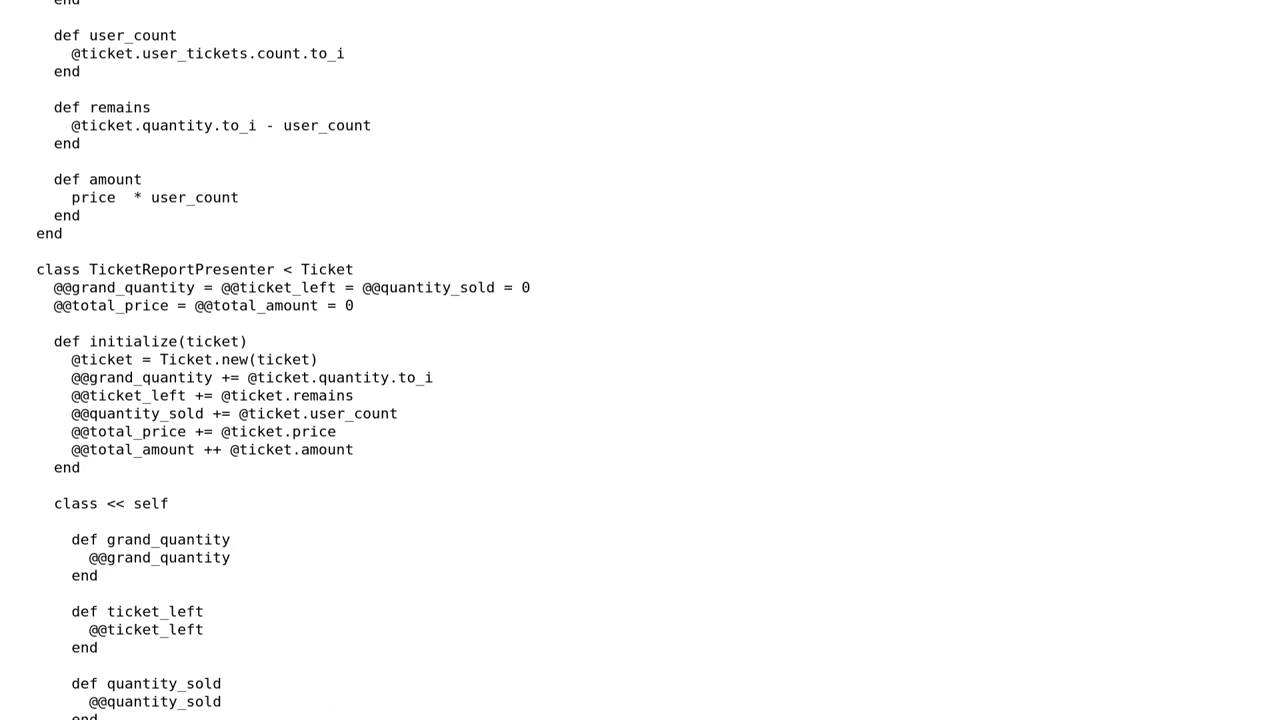 end
def user_count
@ticket.user_tickets.count.to_i
end
def remains
@ticket.quantity.to_i - user_count
end
def amount
price  * user_count
end
end
class TicketReportPresenter < Ticket
@@grand_quantity = @@ticket_left = @@quantity_sold = 0
@@total_price = @@total_amount = 0
def initialize(ticket)
@ticket = Ticket.new(ticket)
@@grand_quantity += @ticket.quantity.to_i
@@ticket_left += @ticket.remains
@@quantity_sold += @ticket.user_count
@@total_price += @ticket.price
@@total_amount ++ @ticket.amount
end
class << self
def grand_quantity
@@grand_quantity
end
def ticket_left
@@ticket_left
end
def quantity_sold
@@quantity_sold
end